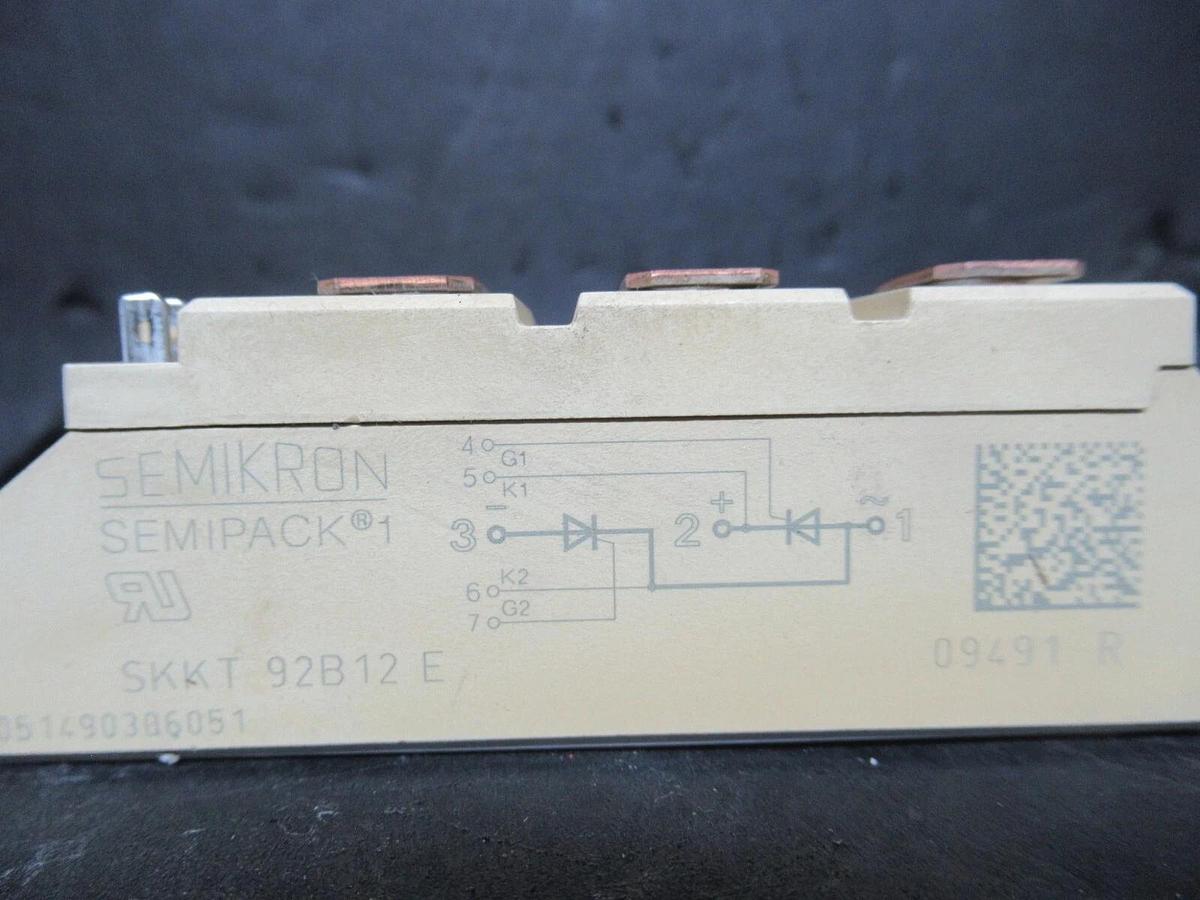 SEMIKRON
SEMIPACK®1
SKKT 92B12 E
051490386051
4
G1
5
K1
3 -
2 +
~ 1
6
K2
7
G2
09491 R